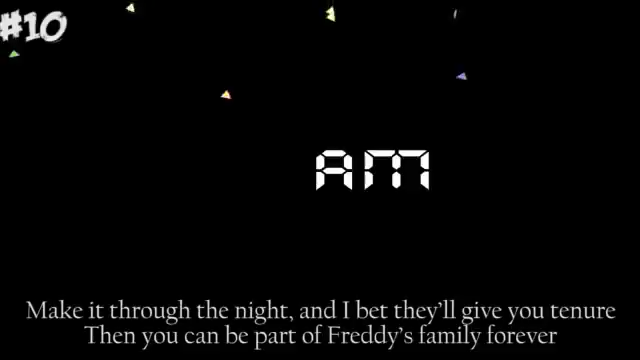 #10
AM
Make it through the night, and I bet they'll give you tenure
Then you can be part of Freddy's family forever